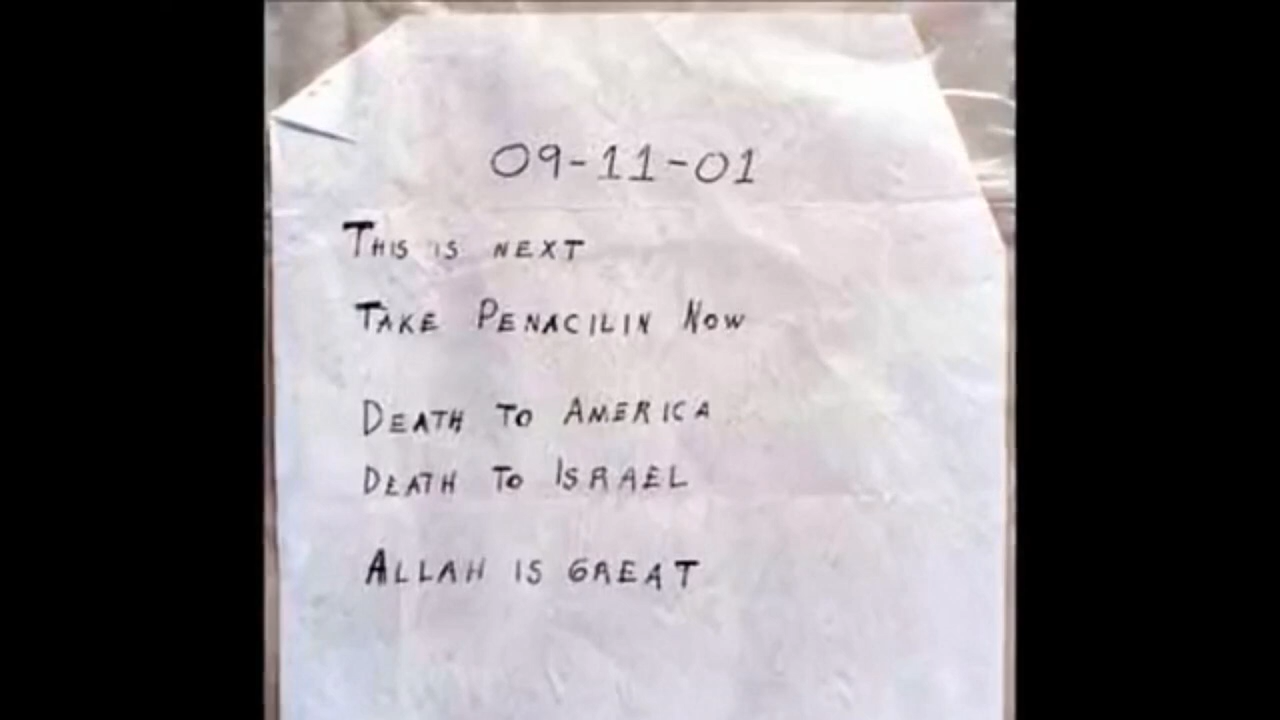 09-11-01
THIS IS NEXT
TAKE PENACILIN NOW
DEATH TO AMERICA
DEATH TO ISRAEL
ALLAH IS GREAT